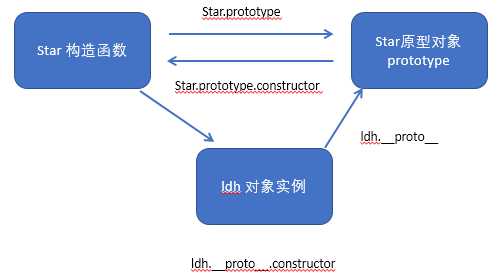 Star.prototype
Star 构造函数
Star原型对象
prototype
Star.prototype.constructor
ldh.__proto__
ldh 对象实例
ldh.__proto__.constructor